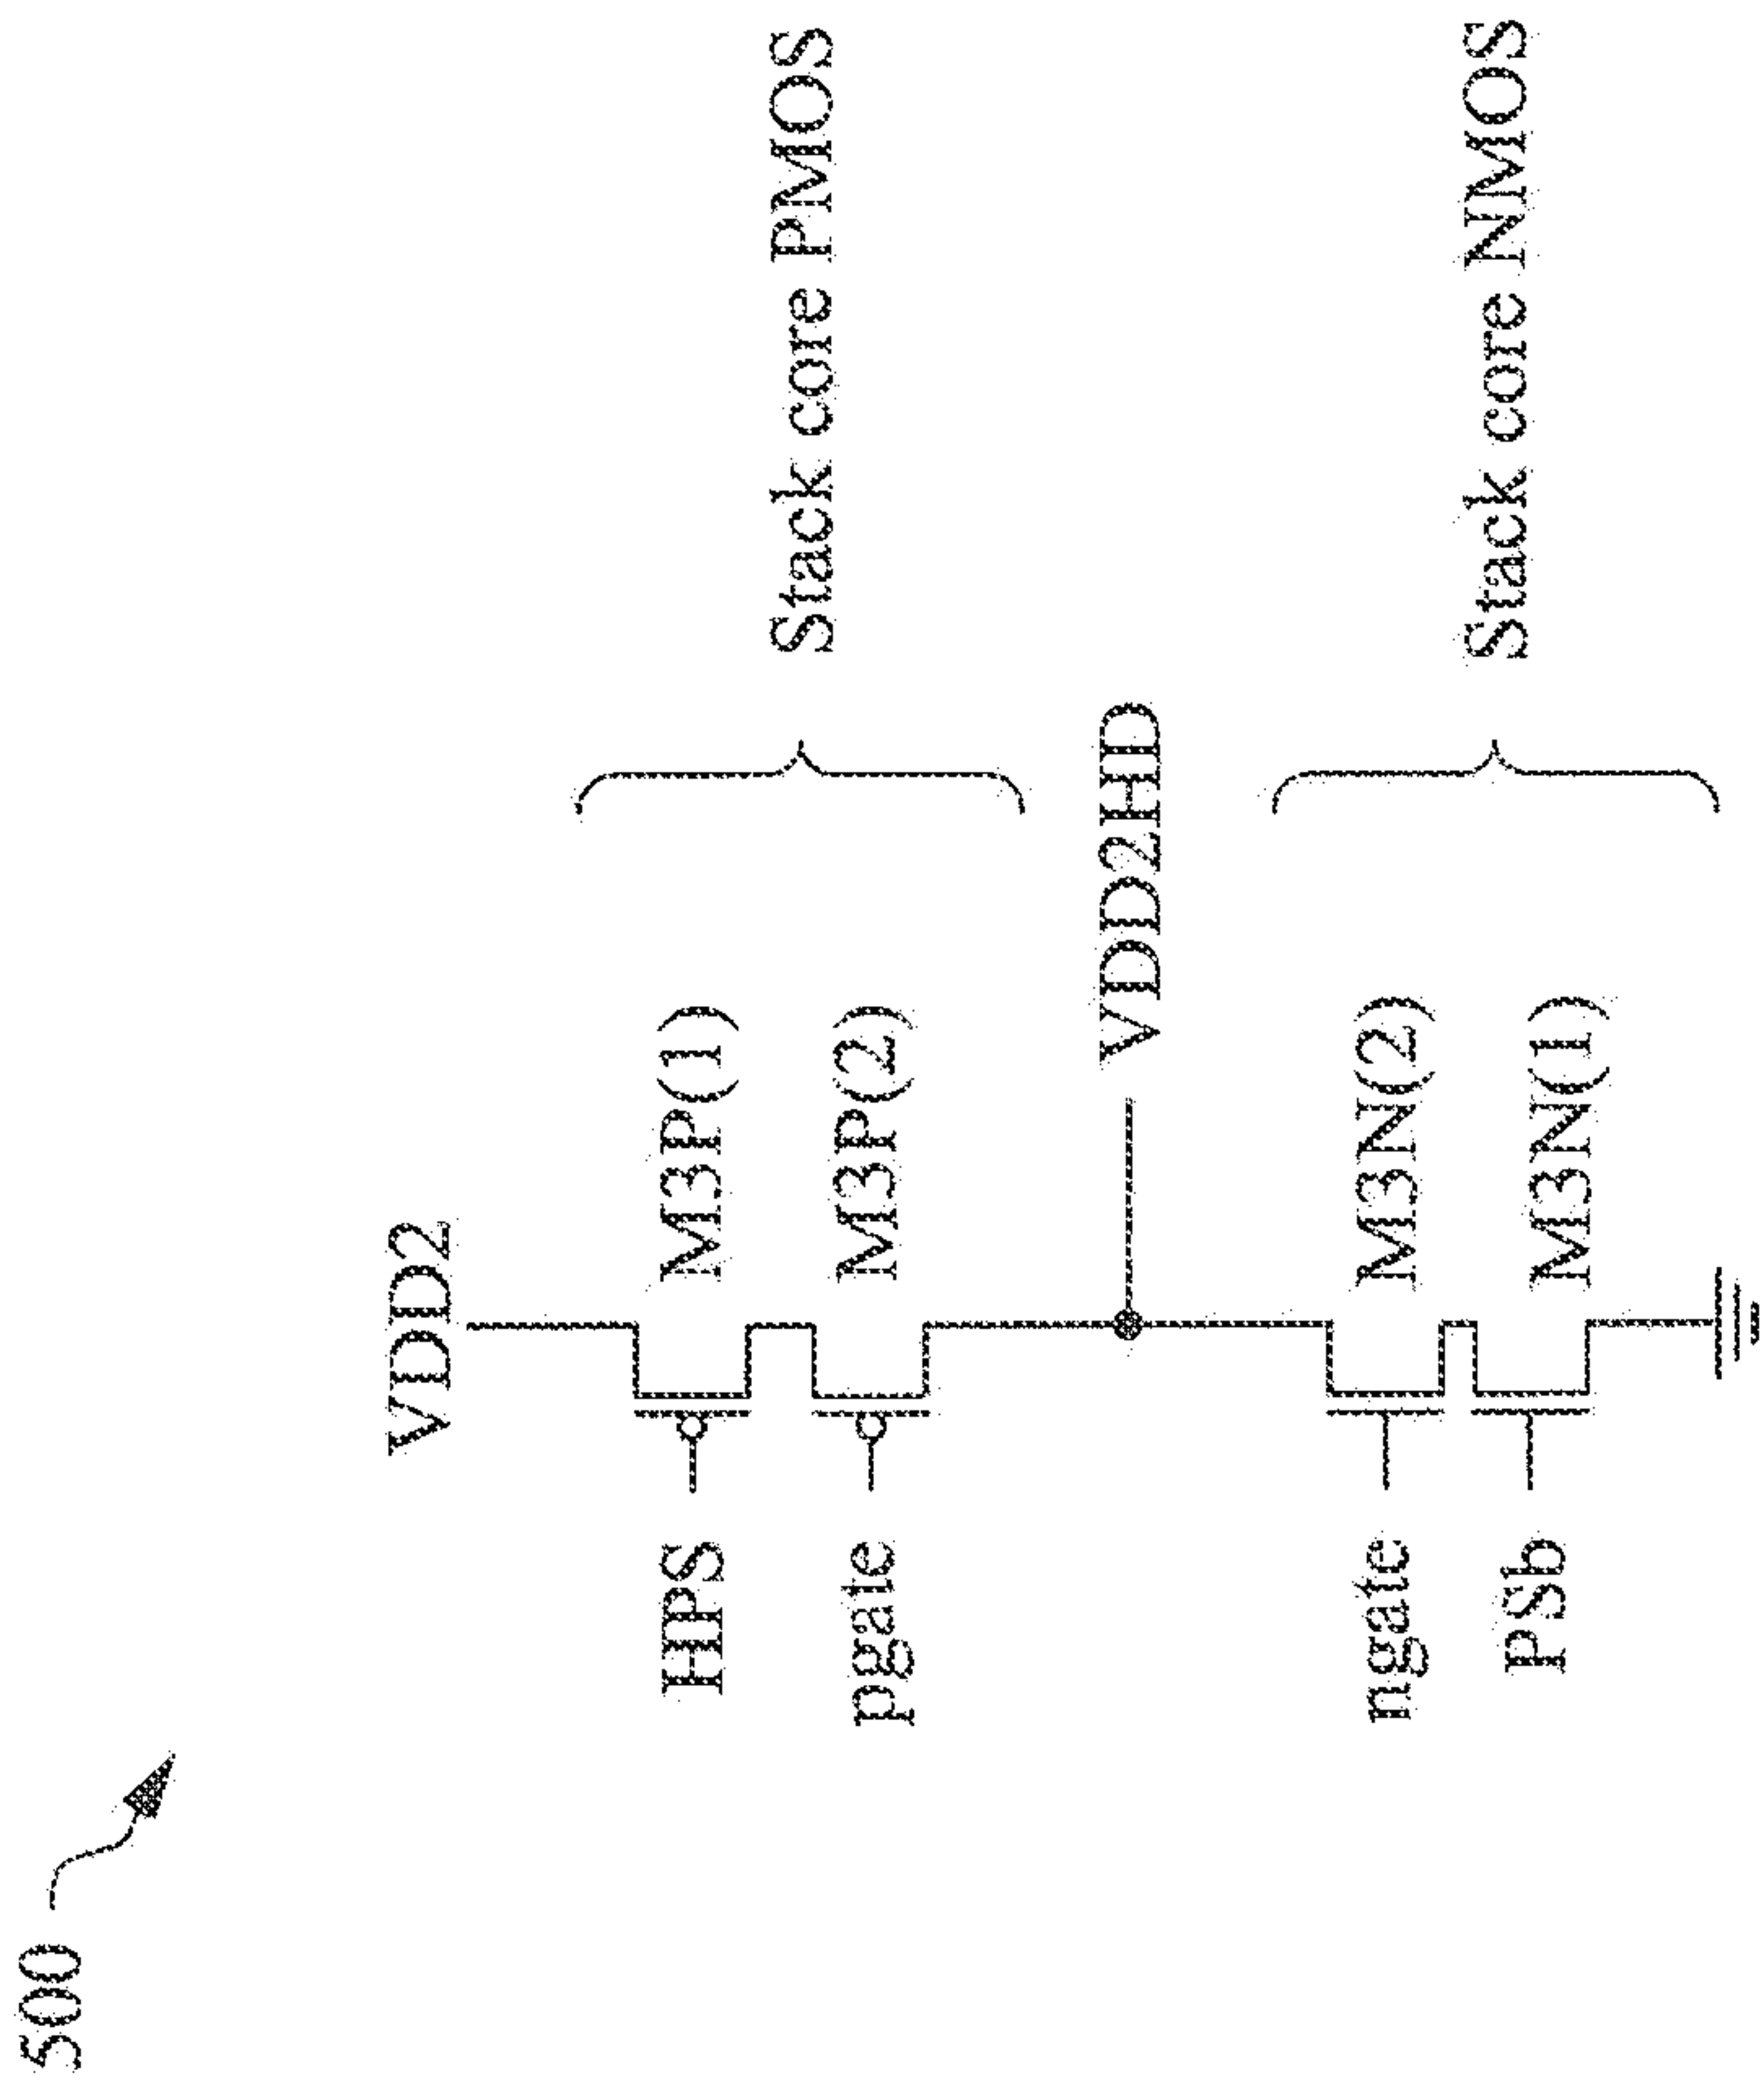 500
VDD2
HPS
M3P(1)
pgate
M3P(2)
Stack core PMOS
VDD2HD
ngate
M3N(2)
PSb
M3N(1)
Stack core NMOS